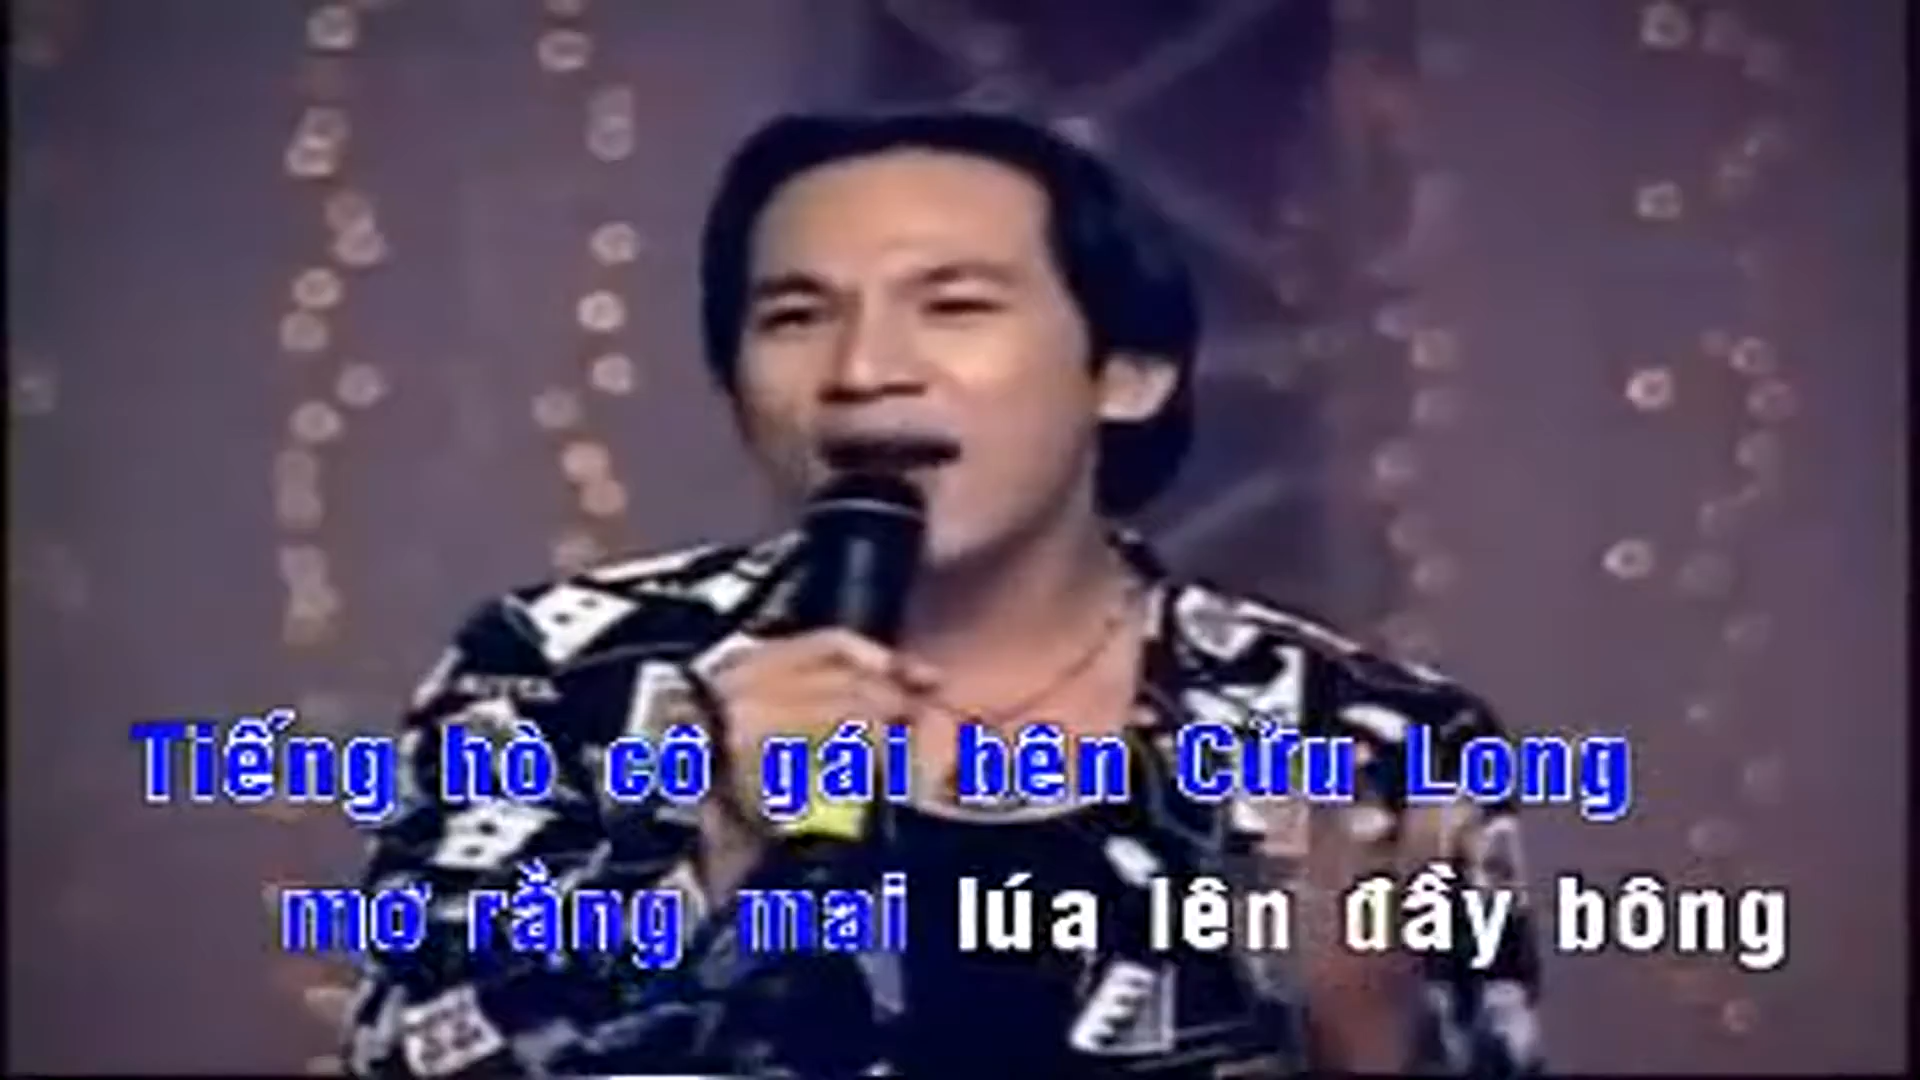 Tiếng hò cô gái bên Cửu Long
mơ rằng mai lúa lên đầy bông